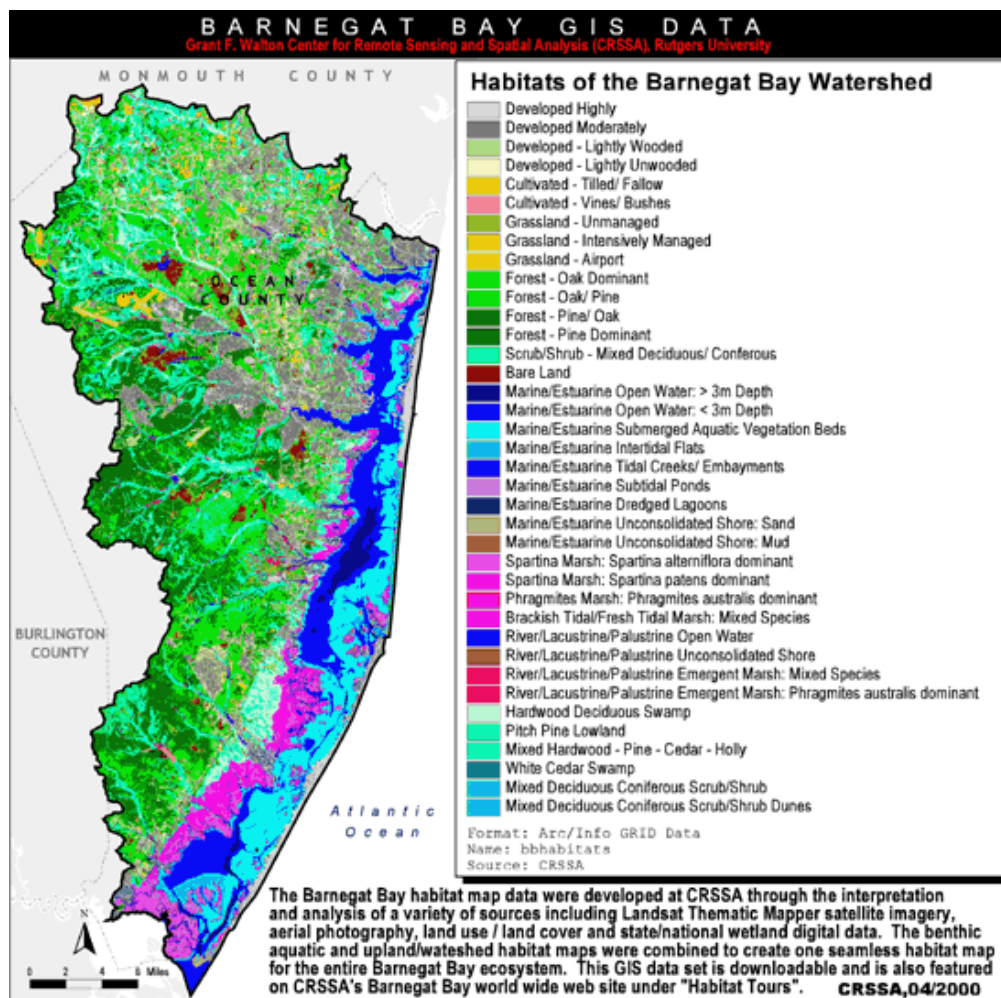 BARNEGAT BAY GIS DATA
Grant F. Walton Center for Remote Sensing and Spatial Analysis (CRSSA), Rutgers University
MONMOUTH COUNTY
OCEAN
COUNTY
BURLINGTON
COUNTY
Atlantic
Ocean
N
0 2 4 6 Miles
Habitats of the Barnegat Bay Watershed
Developed Highly
Developed Moderately
Developed - Lightly Wooded
Developed - Lightly Unwooded
Cultivated - Tilled/ Fallow
Cultivated - Vines/ Bushes
Grassland - Unmanaged
Grassland - Intensively Managed
Grassland - Airport
Forest - Oak Dominant
Forest - Oak/ Pine
Forest - Pine/ Oak
Forest - Pine Dominant
Scrub/Shrub - Mixed Deciduous/ Conferous
Bare Land
Marine/Estuarine Open Water: > 3m Depth
Marine/Estuarine Open Water: < 3m Depth
Marine/Estuarine Submerged Aquatic Vegetation Beds
Marine/Estuarine Intertidal Flats
Marine/Estuarine Tidal Creeks/ Embayments
Marine/Estuarine Subtidal Ponds
Marine/Estuarine Dredged Lagoons
Marine/Estuarine Unconsolidated Shore: Sand
Marine/Estuarine Unconsolidated Shore: Mud
Spartina Marsh: Spartina alterniflora dominant
Spartina Marsh: Spartina patens dominant
Phragmites Marsh: Phragmites australis dominant
Brackish Tidal/Fresh Tidal Marsh: Mixed Species
River/Lacustrine/Palustrine Open Water
River/Lacustrine/Palustrine Unconsolidated Shore
River/Lacustrine/Palustrine Emergent Marsh: Mixed Species
River/Lacustrine/Palustrine Emergent Marsh: Phragmites australis dominant
Hardwood Deciduous Swamp
Pitch Pine Lowland
Mixed Hardwood - Pine - Cedar - Holly
White Cedar Swamp
Mixed Deciduous Coniferous Scrub/Shrub
Mixed Deciduous Coniferous Scrub/Shrub Dunes
Format: Arc/Info GRID Data
Name: bbhabitats
Source: CRSSA
The Barnegat Bay habitat map data were developed at CRSSA through the interpretation
and analysis of a variety of sources including Landsat Thematic Mapper satellite imagery,
aerial photography, land use / land cover and state/national wetland digital data. The benthic
aquatic and upland/wateshed habitat maps were combined to create one seamless habitat map
for the entire Barnegat Bay ecosystem. This GIS data set is downloadable and is also featured
on CRSSA's Barnegat Bay world wide web site under "Habitat Tours". CRSSA,04/2000